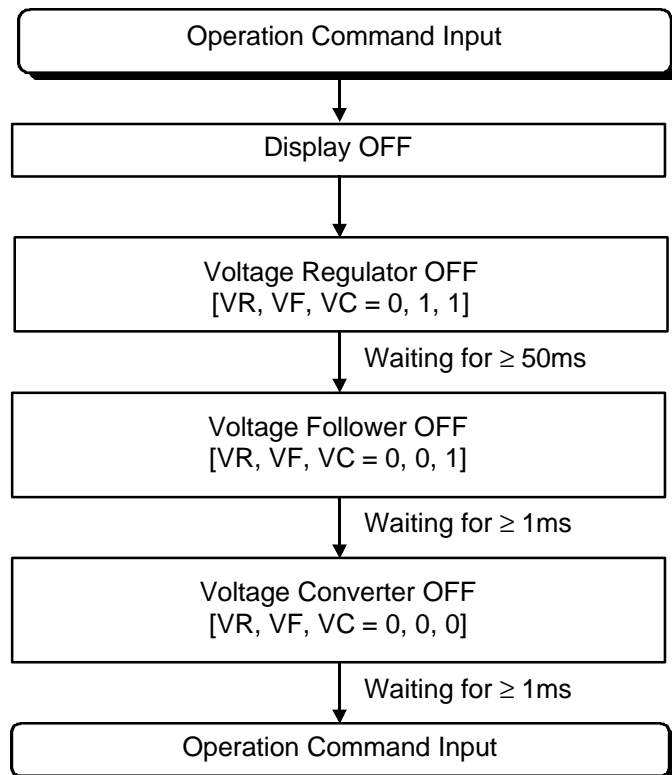 Operation Command Input
Display OFF
Voltage Regulator OFF
[VR, VF, VC = 0, 1, 1]
Waiting for ≥ 50ms
Voltage Follower OFF
[VR, VF, VC = 0, 0, 1]
Waiting for ≥ 1ms
Voltage Converter OFF
[VR, VF, VC = 0, 0, 0]
Waiting for ≥ 1ms
Operation Command Input